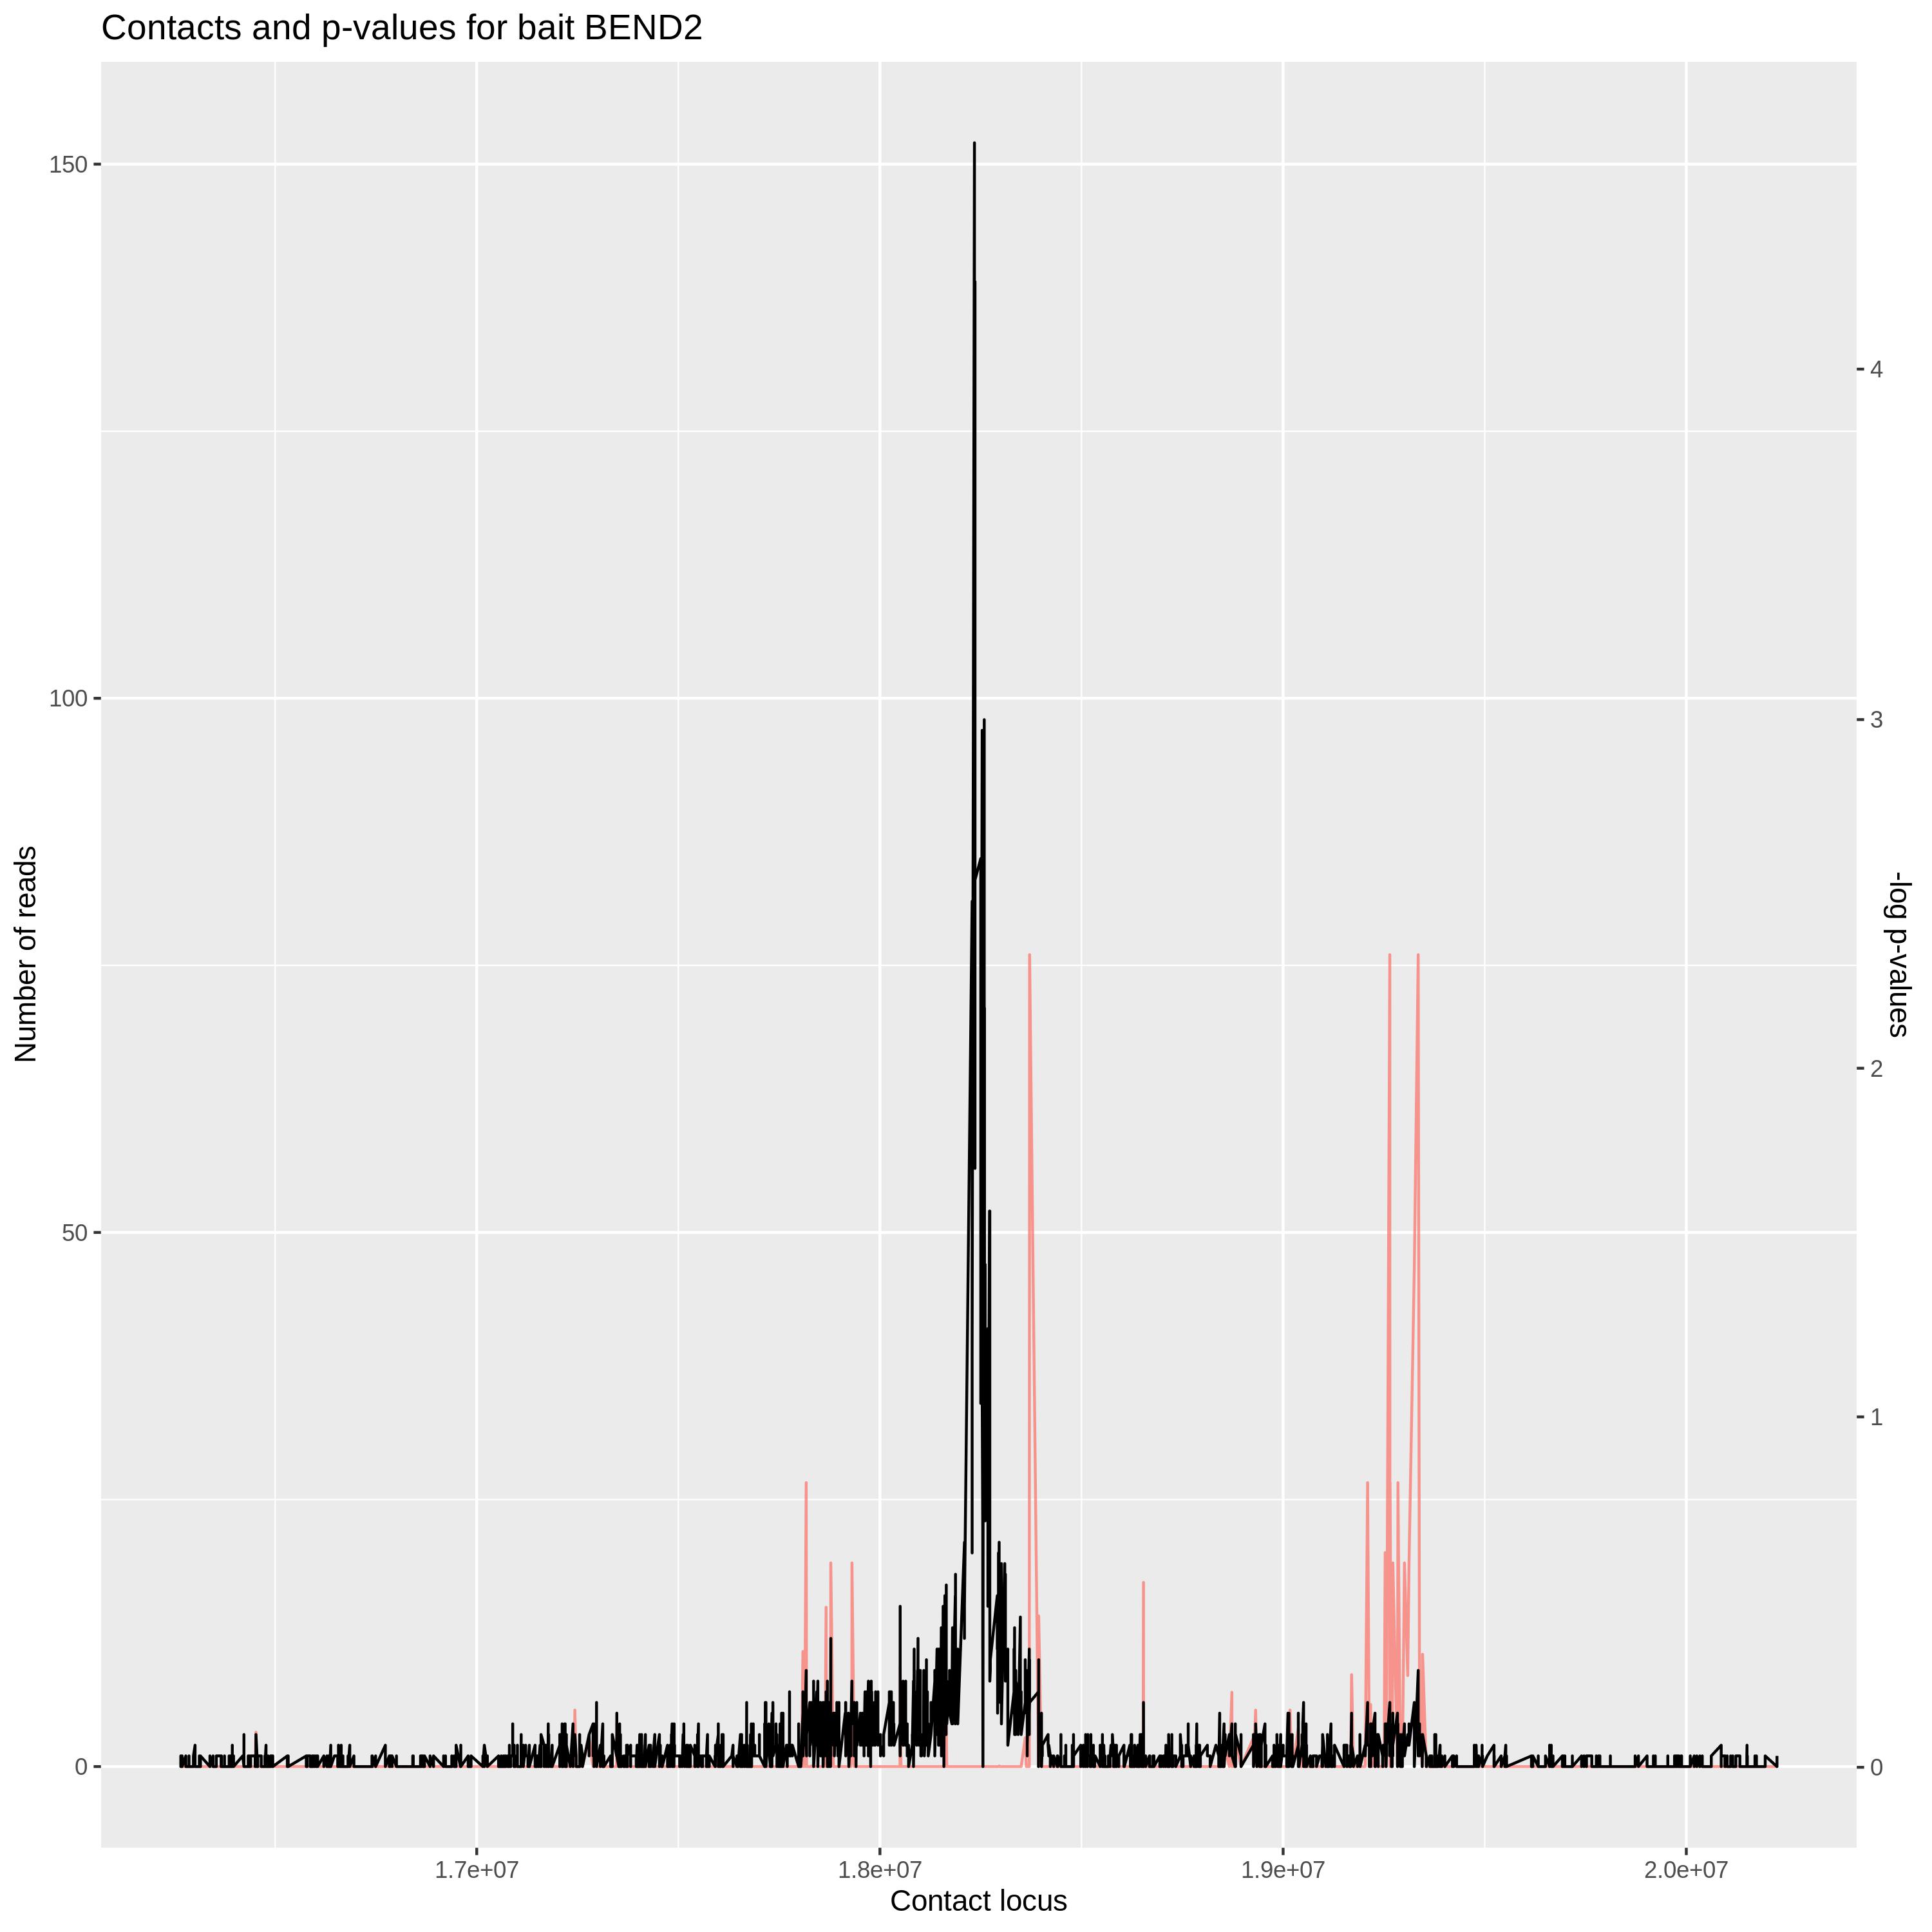 Contacts and p-values for bait BEND2
150
100
50
0
Number of reads
4
3
2
1
0
-log p-values
1.7e+07
1.8e+07
1.9e+07
2.0e+07
Contact locus